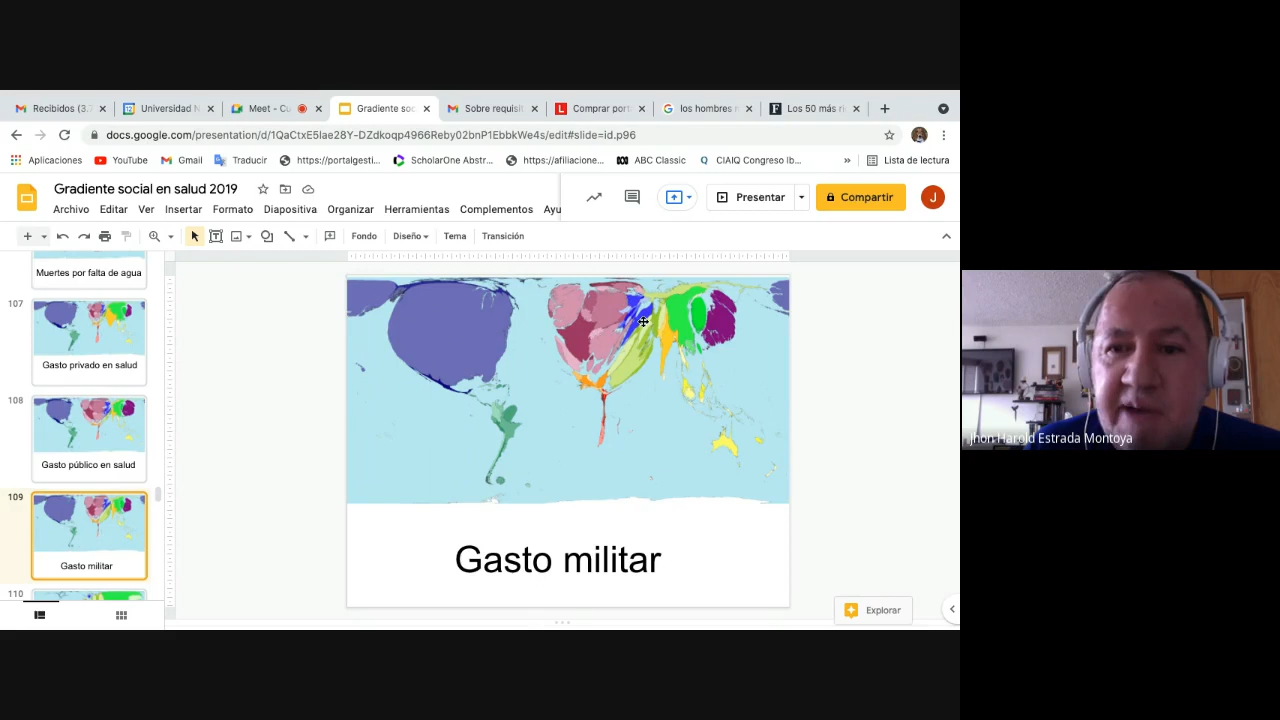 Recibidos (3.7
Universidad N
Meet - Cu
Gradiente soc
Sobre requisit
Comprar port
los hombres m
Los 50 más ri
docs.google.com/presentation/d/1QaCtxE5lae28Y-DZdkoqp4966Reby02bnP1EbbkWe4s/edit#slide=id.p96
Aplicaciones
YouTube
Gmail
Traducir
https://portalgesti...
ScholarOne Abstr...
https://afiliacione...
ABC Classic
CIAIQ Congreso Ib...
»
Lista de lectura
Gradiente social en salud 2019
Presentar
Compartir
J
Archivo Editar Ver Insertar Formato Diapositiva Organizar Herramientas Complementos Ayu
Fondo Diseño Tema Transición
Muertes por falta de agua
107
Gasto privado en salud
108
Gasto público en salud
109
Gasto militar
110
Gasto militar
Explorar
Jhon Harold Estrada Montoya